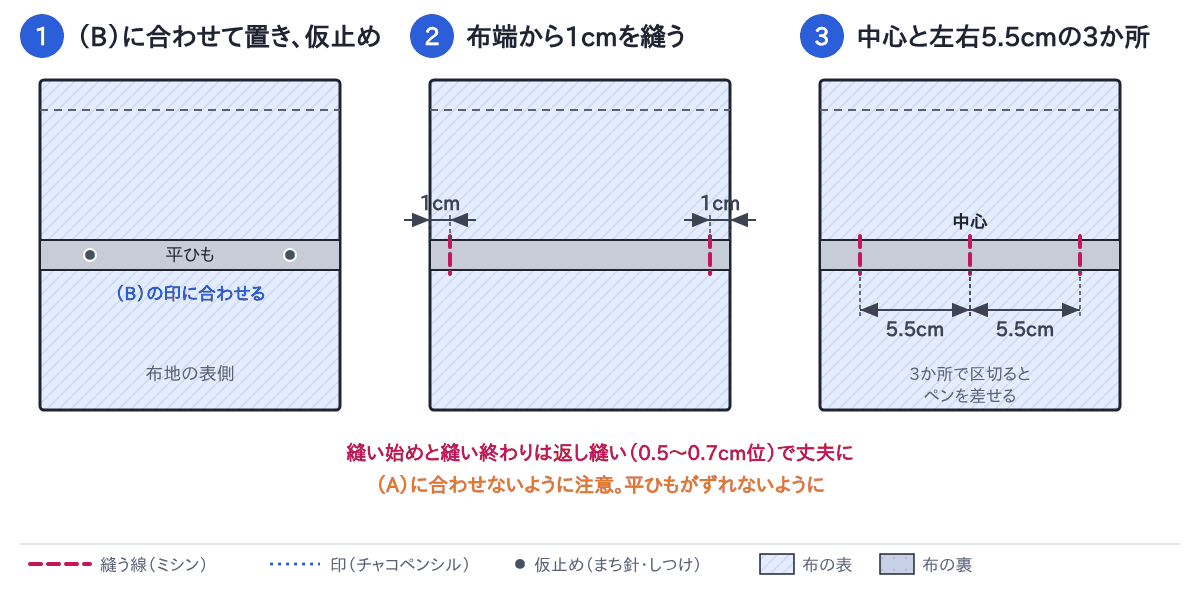 1 （B）に合わせて置き、仮止め
2 布端から1cmを縫う
3 中心と左右5.5cmの3か所
1cm
1cm
中心
平ひも
（B）の印に合わせる
5.5cm
5.5cm
布地の表側
3か所で区切ると
ペンを差せる
縫い始めと縫い終わりは返し縫い（0.5〜0.7cm位）で丈夫に
（A）に合わせないように注意。平ひもがずれないように
縫う線（ミシン）
印（チャコペンシル）
仮止め（まち針・しつけ）
布の表
布の裏